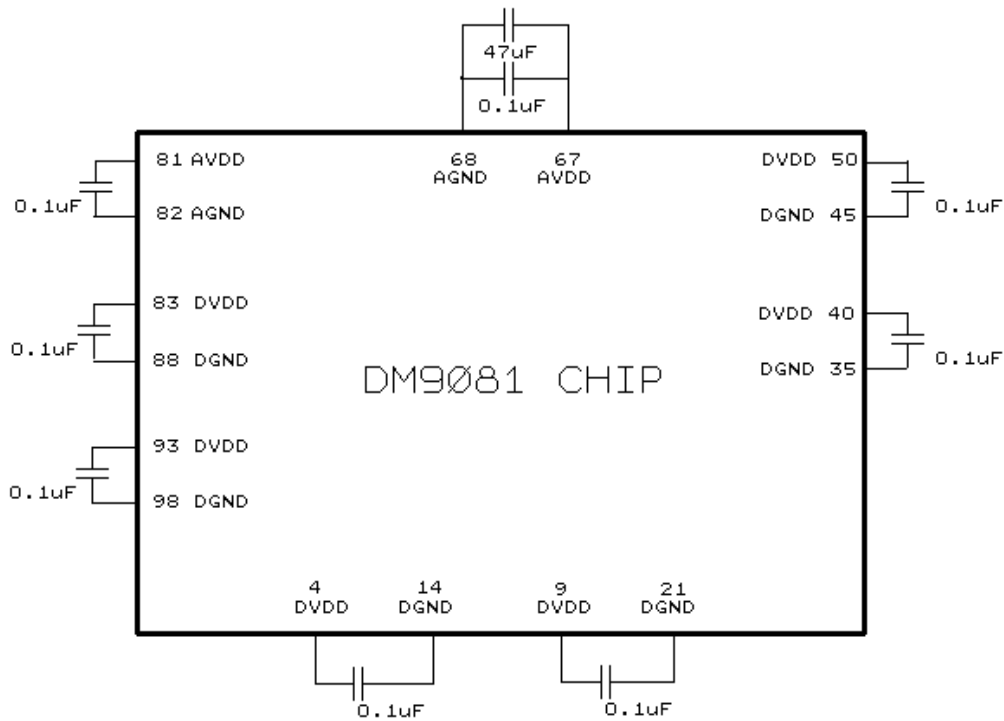 47uF
0.1uF
81 AVDD
68
AGND
67
AVDD
DVDD 50
0.1uF
82 AGND
DGND 45
0.1uF
83 DVDD
DVDD 40
0.1uF
88 DGND
DGND 35
0.1uF
DM9Ø81 CHIP
93 DVDD
0.1uF
98 DGND
4
DVDD
14
DGND
9
DVDD
21
DGND
0.1uF
0.1uF